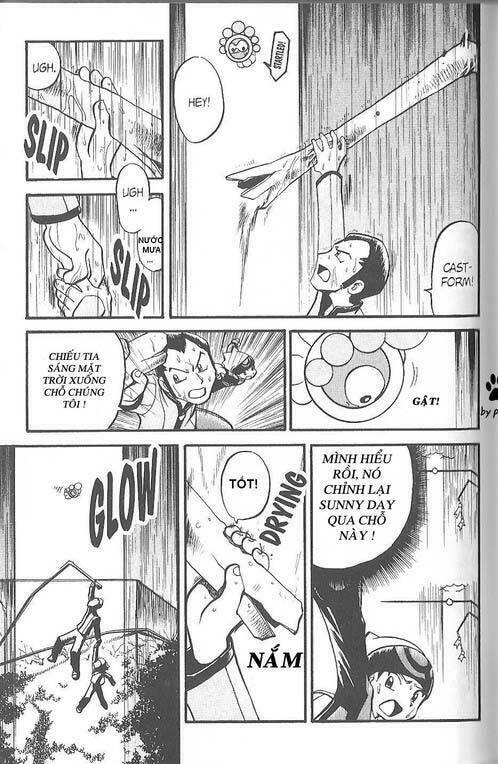 STARTLED!
HEY!
CAST-
FORM!
UGH.
SLIP
UGH
...
NƯỚC
MƯA
...
SLIP
GẬT!
CHIẾU TIA
SÁNG MẶT
TRỜI XUỐNG
CHỖ CHÚNG
TÔI !
MÌNH HIỂU
RỒI, NÓ
CHỈNH LẠI
SUNNY DAY
QUA CHỖ
NÀY !
TỐT!
DRYING
NẮM
GLOW